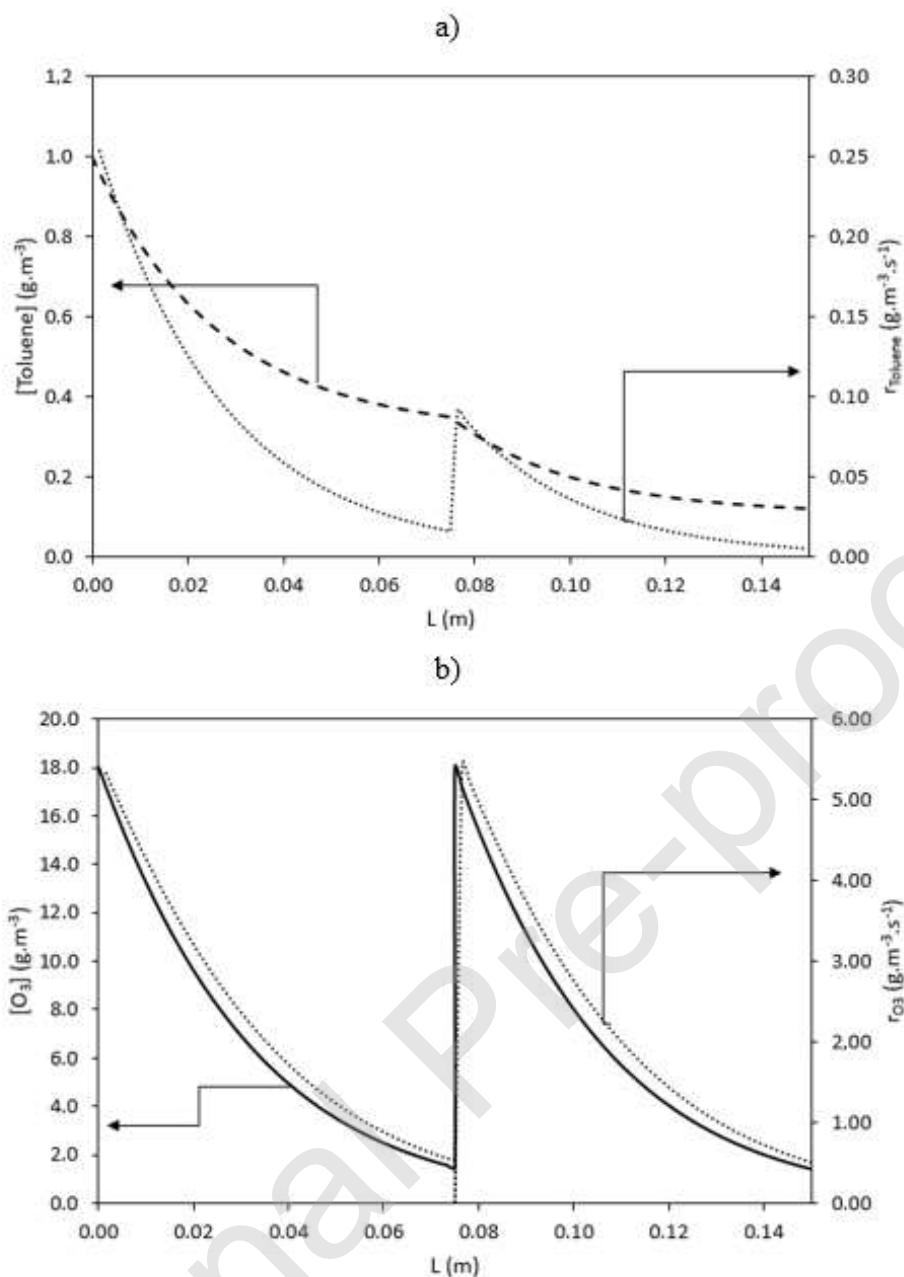 a)
1,2
1.0
0.8
0.6
0.4
0.2
0.0
[Toluene] (g.m⁻³)
0.30
0.25
0,20
0.15
0.10
0.05
0.00
rToluene (g.m⁻³.s⁻¹)
0.00 0.02 0.04 0.06 0.08 0.10 0.12 0.14
L (m)
b)
20.0
18.0
16.0
14.0
12.0
10.0
8.0
6.0
4.0
2.0
0.0
[O₃] (g.m⁻³)
6.00
5.00
4.00
3.00
2,00
1.00
0.00
rO3 (g.m⁻³.s⁻¹)
0.00 0.02 0.04 0.06 0.08 0.10 0.12 0.14
L (m)
nal Pre-proo